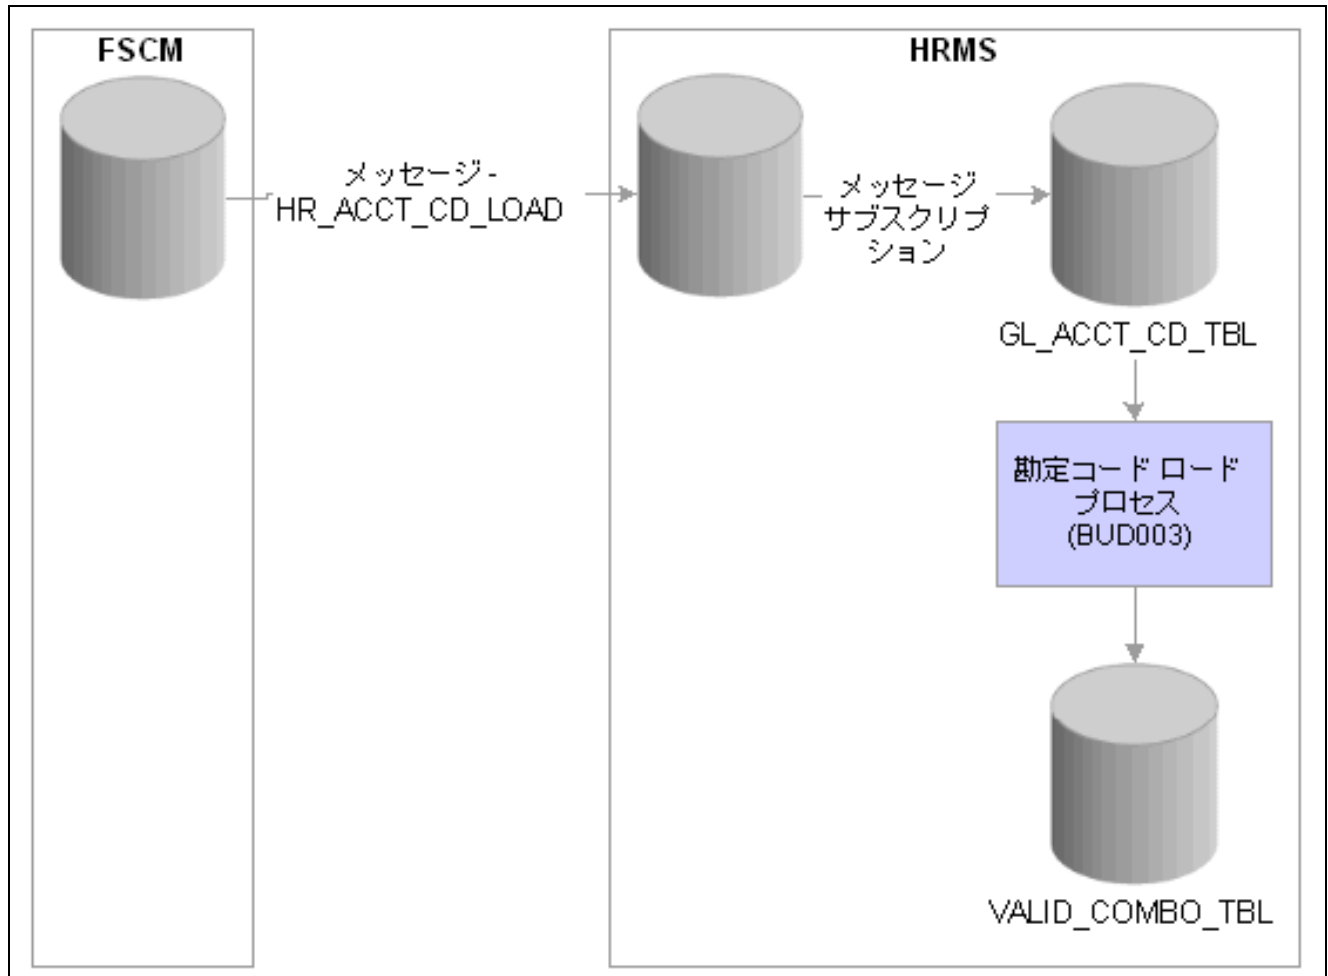 FSCM
HRMS
メッセージ -
HR_ACCT_CD_LOAD
メッセージ
サブスクリプ
ション
GL_ACCT_CD_TBL
勘定コード ロード
プロセス
(BUD003)
VALID_COMBO_TBL